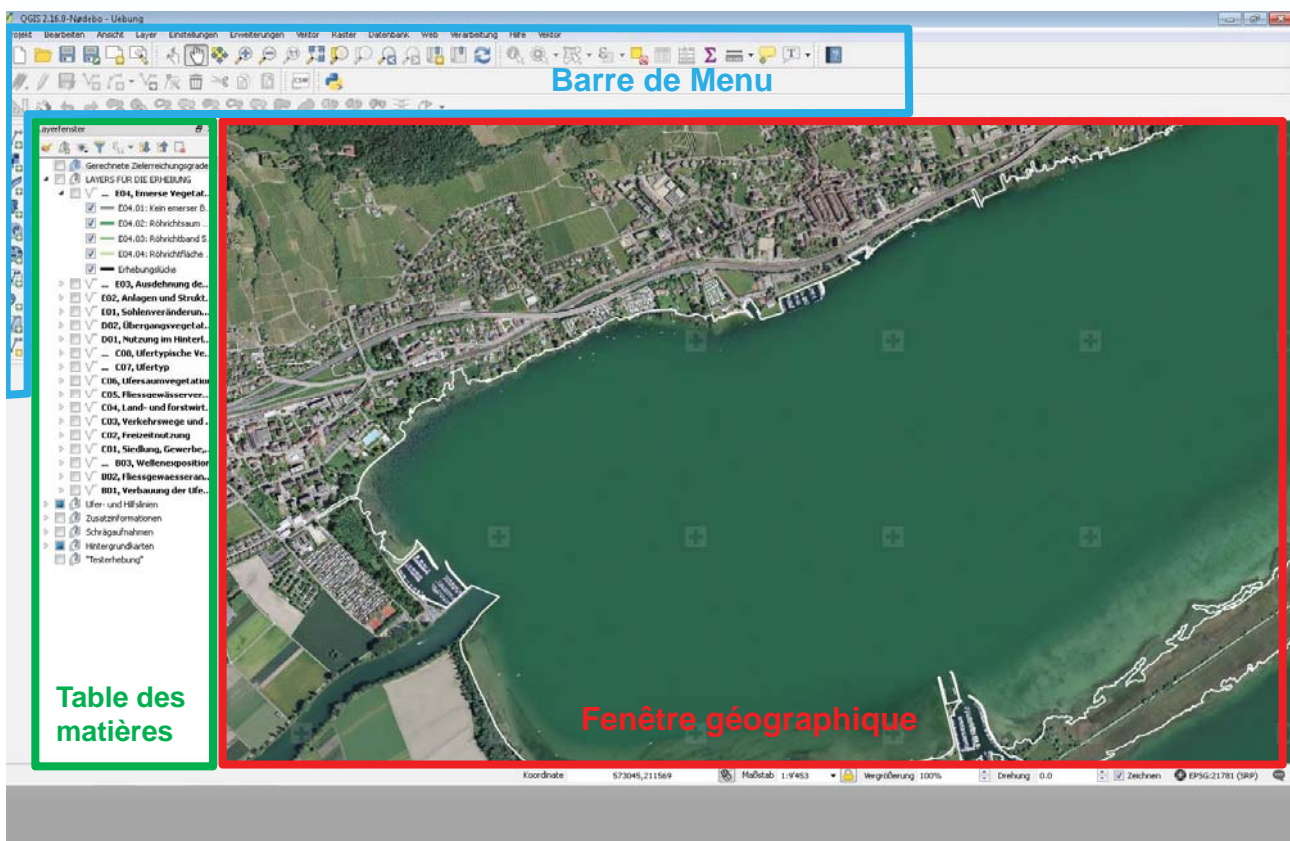 QGIS 2.16.0-Nødebo - Uebung
Projekt Bearbeiten Ansicht Layer Einstellungen Erweiterungen Vektor Raster Datenbank Web Verarbeitung Hilfe Vektor
Barre de Menu
Layerfenster
Gerechnete Zielerreichungsgrade
LAYERS FÜR DIE ERHEBUNG
... E04, Emerse Vegetat...
E04.01: Kein emerser B...
E04.02: Röhrichtsaum ...
E04.03: Röhrichtband S...
E04.04: Röhrichtfläche ...
Erhebungslücke
... E03, Ausdehnung de...
E02, Anlagen und Strukt...
E01, Sohlenveränderun...
D02, Übergangsvegetat...
D01, Nutzung im Hinterl...
... C08, Ufertypische Ve...
... C07, Ufertyp
C06, Ufersaumvegetation
C05, Fliessgewässerver...
C04, Land- und forstwirt...
C03, Verkehrswege und ...
C02, Freizeitnutzung
C01, Siedlung, Gewerbe,...
... B03, Wellenexposition
B02, Fliessgewaesseran...
B01, Verbauung der Ufe...
Ufer- und Hilfslinien
Zusatzinformationen
Schrägaufnahmen
Hintergrundkarten
"Testerhebung"
Table des
matières
Fenêtre géographique
Koordinate 573045,211569 Maßstab 1:9'453 Vergrößerung 100% Drehung 0.0 Zeichnen EPSG:21781 (SRP)